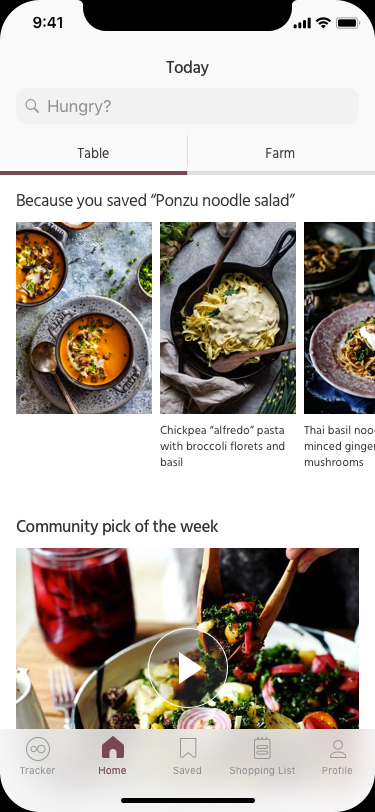 9:41
Today
Hungry?
Table
Farm
Because you saved “Ponzu noodle salad”
Chickpea “alfredo” pasta
with broccoli florets and
basil
Thai basil noo
minced ginger
mushrooms
Community pick of the week
Tracker
Home
Saved
Shopping List
Profile